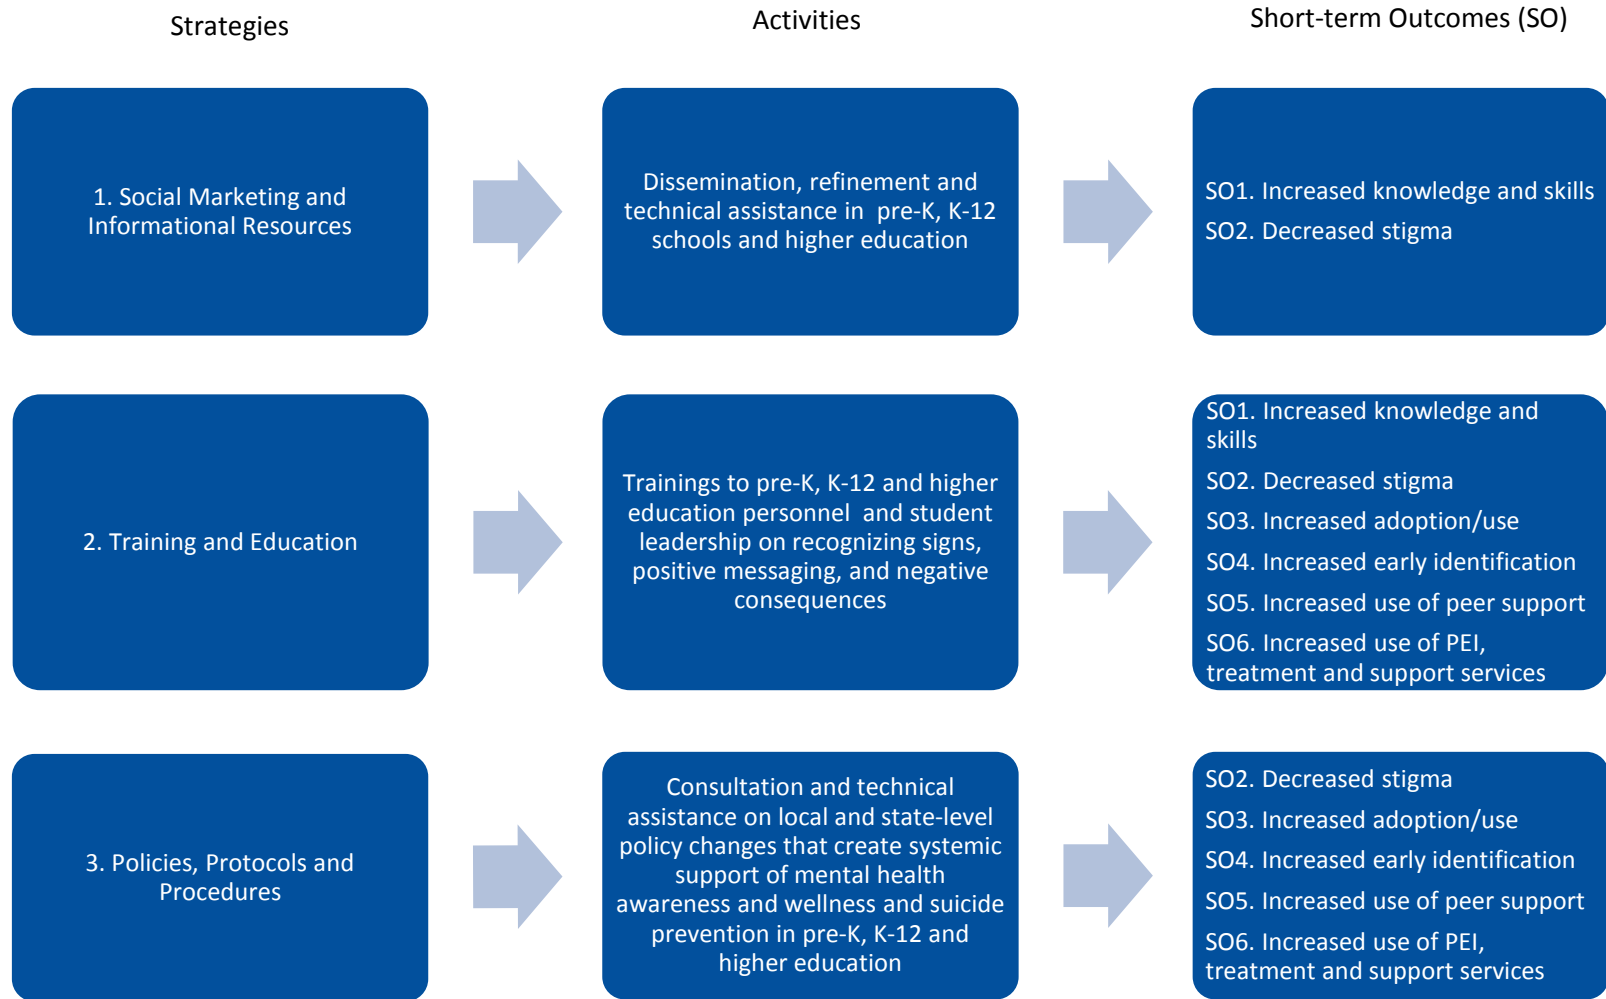 Strategies
Activities
Short-term Outcomes (SO)
1. Social Marketing and
Informational Resources
Dissemination, refinement and
technical assistance in pre-K, K-12
schools and higher education
SO1. Increased knowledge and skills
SO2. Decreased stigma
2. Training and Education
Trainings to pre-K, K-12 and higher
education personnel and student
leadership on recognizing signs,
positive messaging, and negative
consequences
SO1. Increased knowledge and
skills
SO2. Decreased stigma
SO3. Increased adoption/use
SO4. Increased early identification
SO5. Increased use of peer support
SO6. Increased use of PEI,
treatment and support services
3. Policies, Protocols and
Procedures
Consultation and technical
assistance on local and state-level
policy changes that create systemic
support of mental health
awareness and wellness and suicide
prevention in pre-K, K-12 and
higher education
SO2. Decreased stigma
SO3. Increased adoption/use
SO4. Increased early identification
SO5. Increased use of peer support
SO6. Increased use of PEI,
treatment and support services